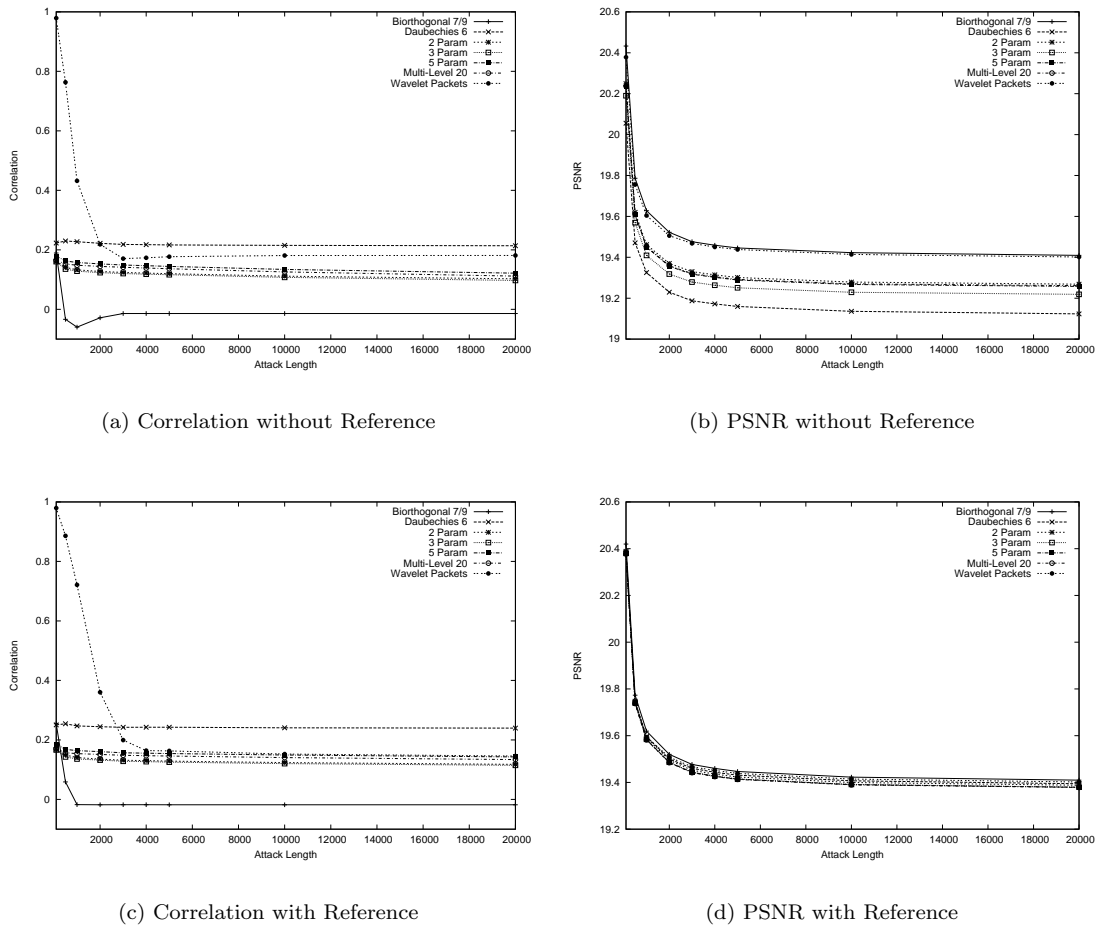 1
0.8
0.6
0.4
0.2
0
Correlation
2000 4000 6000 8000 10000 12000 14000 16000 18000 20000
Attack Length
Biorthogonal 7/9
Daubechies 6
2 Param
3 Param
5 Param
Multi-Level 20
Wavelet Packets
(a) Correlation without Reference
20.6
20.4
20.2
20
19.8
19.6
19.4
19.2
19
PSNR
2000 4000 6000 8000 10000 12000 14000 16000 18000 20000
Attack Length
Biorthogonal 7/9
Daubechies 6
2 Param
3 Param
5 Param
Multi-Level 20
Wavelet Packets
(b) PSNR without Reference
1
0.8
0.6
0.4
0.2
0
Correlation
2000 4000 6000 8000 10000 12000 14000 16000 18000 20000
Attack Length
Biorthogonal 7/9
Daubechies 6
2 Param
3 Param
5 Param
Multi-Level 20
Wavelet Packets
(c) Correlation with Reference
20.6
20.4
20.2
20
19.8
19.6
19.4
19.2
PSNR
2000 4000 6000 8000 10000 12000 14000 16000 18000 20000
Attack Length
Biorthogonal 7/9
Daubechies 6
2 Param
3 Param
5 Param
Multi-Level 20
Wavelet Packets
(d) PSNR with Reference